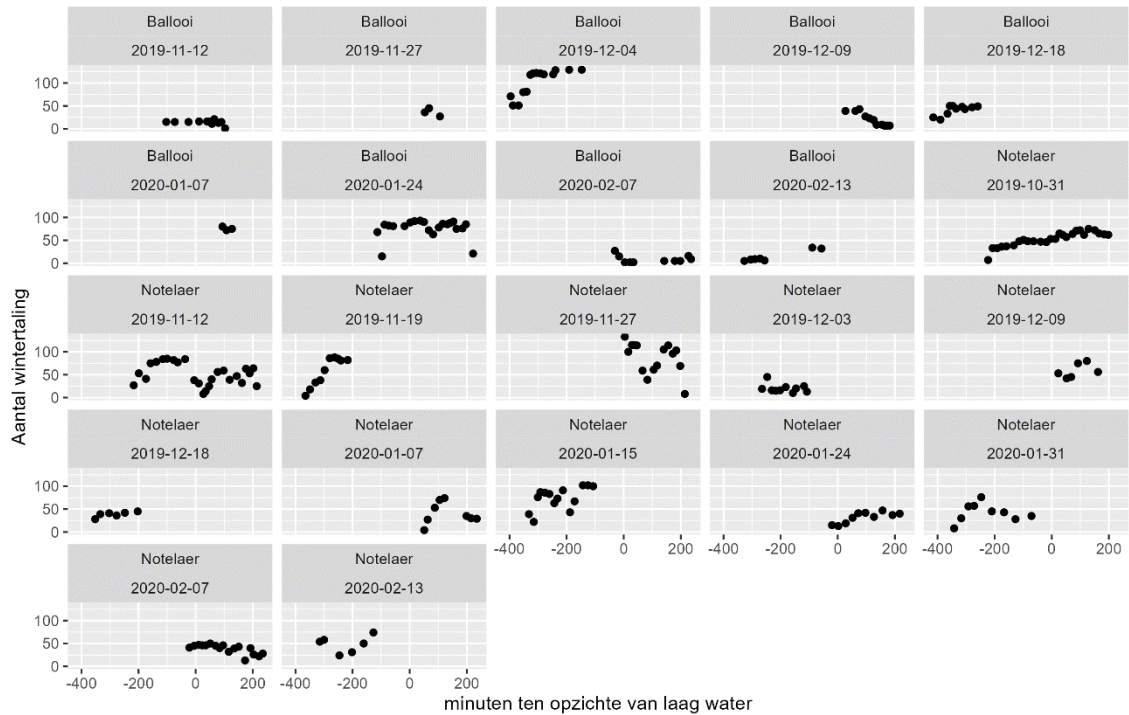 Ballooi Ballooi Ballooi Ballooi Ballooi
2019-11-12 2019-11-27 2019-12-04 2019-12-09 2019-12-18
100
50
0
Ballooi Ballooi Ballooi Ballooi Notelaer
2020-01-07 2020-01-24 2020-02-07 2020-02-13 2019-10-31
100
50
0
Aantal wintertaling
Notelaer Notelaer Notelaer Notelaer Notelaer
2019-11-12 2019-11-19 2019-11-27 2019-12-03 2019-12-09
100
50
0
Notelaer Notelaer Notelaer Notelaer Notelaer
2019-12-18 2020-01-07 2020-01-15 2020-01-24 2020-01-31
100
50
0
-400 -200 0 200 -400 -200 0 200 -400 -200 0 200
Notelaer Notelaer
2020-02-07 2020-02-13
100
50
0
-400 -200 0 200 -400 -200 0 200
minuten ten opzichte van laag water